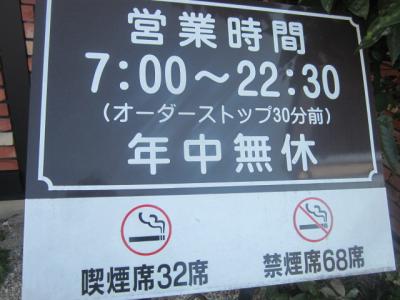 営業時間
7:00～22:30
(オーダーストップ30分前)
年中無休
喫煙席32席
禁煙席68席